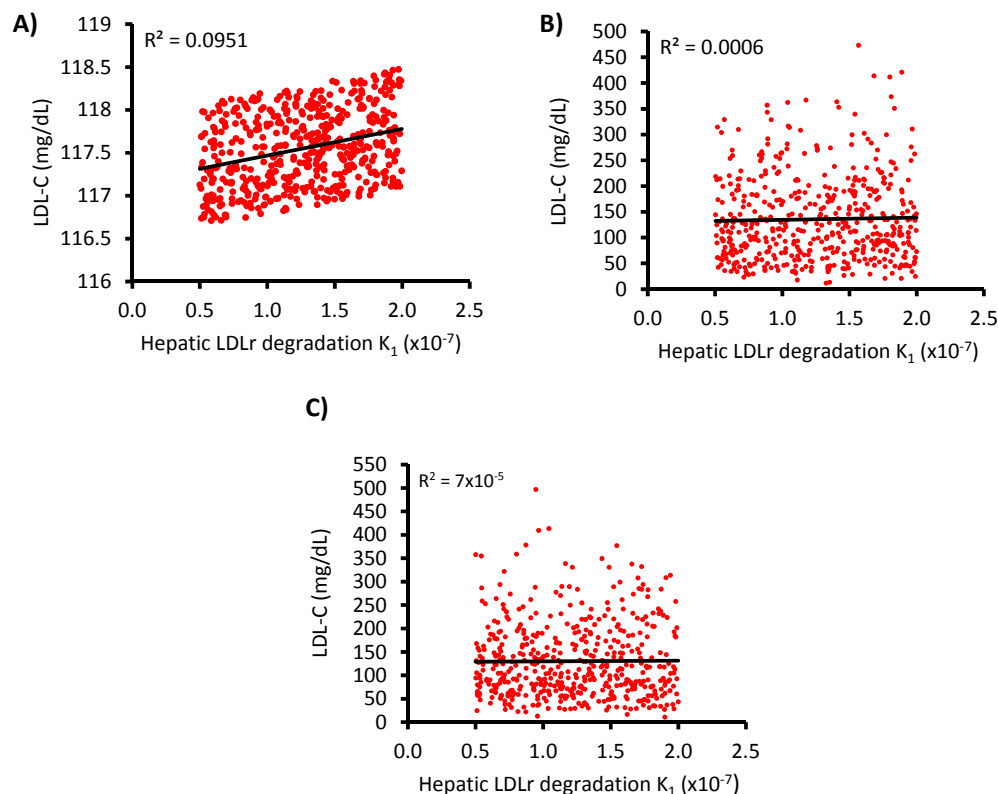 A)
R² = 0.0951
119
118.5
118
117.5
117
116.5
116
LDL-C (mg/dL)
0.0 0.5 1.0 1.5 2.0 2.5
Hepatic LDLr degradation K₁ (x10⁻⁷)
B)
R² = 0.0006
500
450
400
350
300
250
200
150
100
50
0
LDL-C (mg/dL)
0.0 0.5 1.0 1.5 2.0 2.5
Hepatic LDLr degradation K₁ (x10⁻⁷)
C)
R² = 7x10⁻⁵
550
500
450
400
350
300
250
200
150
100
50
0
LDL-C (mg/dL)
0.0 0.5 1.0 1.5 2.0 2.5
Hepatic LDLr degradation K₁ (x10⁻⁷)